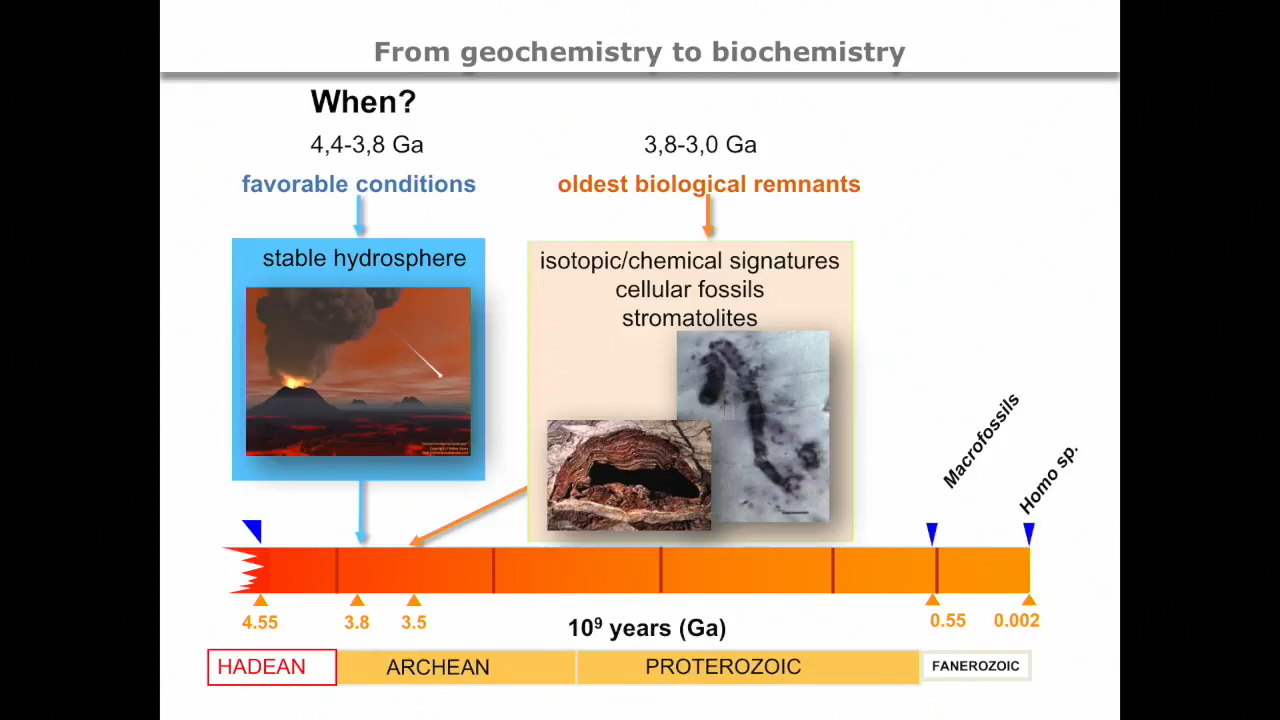 From geochemistry to biochemistry
When?
4,4-3,8 Ga
favorable conditions
stable hydrosphere
3,8-3,0 Ga
oldest biological remnants
isotopic/chemical signatures
cellular fossils
stromatolites
Macrofossils
Homo sp.
4.55
3.8
3.5
10⁹ years (Ga)
0.55
0.002
HADEAN
ARCHEAN
PROTEROZOIC
FANEROZOIC